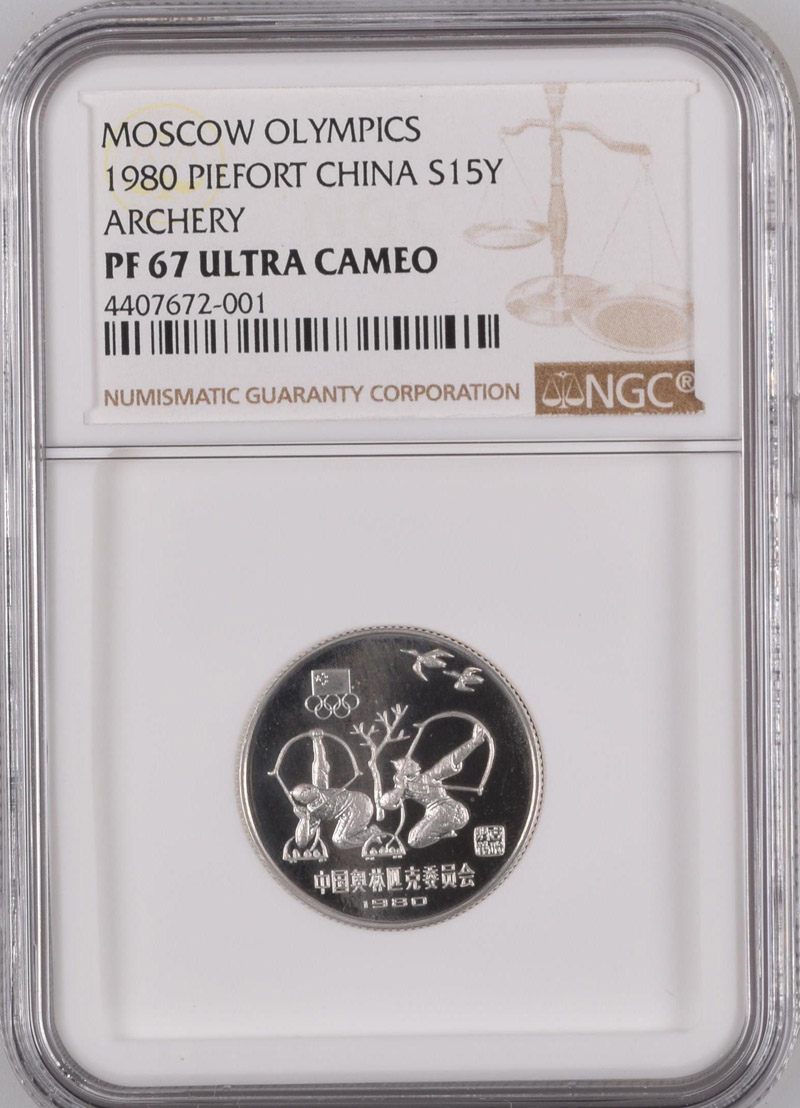 MOSCOW OLYMPICS
1980 PIEFORT CHINA S15Y
ARCHERY
PF 67 ULTRA CAMEO
4407672-001
NUMISMATIC GUARANTY CORPORATION
NGC®
中国奥林匹克委员会
1980